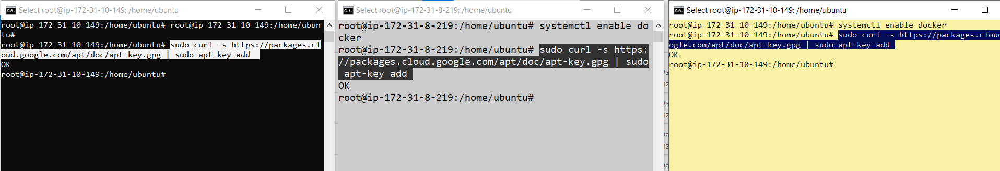 Select root@ip-172-31-10-149: /home/ubuntu
root@ip-172-31-10-149:/home/ubuntu# root@ip-172-31-10-149:/home/ubun
tu#
root@ip-172-31-10-149:/home/ubuntu# sudo curl -s https://packages.cl
oud.google.com/apt/doc/apt-key.gpg | sudo apt-key add
OK
root@ip-172-31-10-149:/home/ubuntu#
Select root@ip-172-31-8-219: /home/ubuntu
root@ip-172-31-8-219:/home/ubuntu# systemctl enable do
cker
root@ip-172-31-8-219:/home/ubuntu# sudo curl -s https:
//packages.cloud.google.com/apt/doc/apt-key.gpg | sudo
 apt-key add
OK
root@ip-172-31-8-219:/home/ubuntu#
Select root@ip-172-31-10-149: /home/ubuntu
root@ip-172-31-10-149:/home/ubuntu# systemctl enable docker
root@ip-172-31-10-149:/home/ubuntu# sudo curl -s https://packages.cloud
ogle.com/apt/doc/apt-key.gpg | sudo apt-key add
OK
root@ip-172-31-10-149:/home/ubuntu#